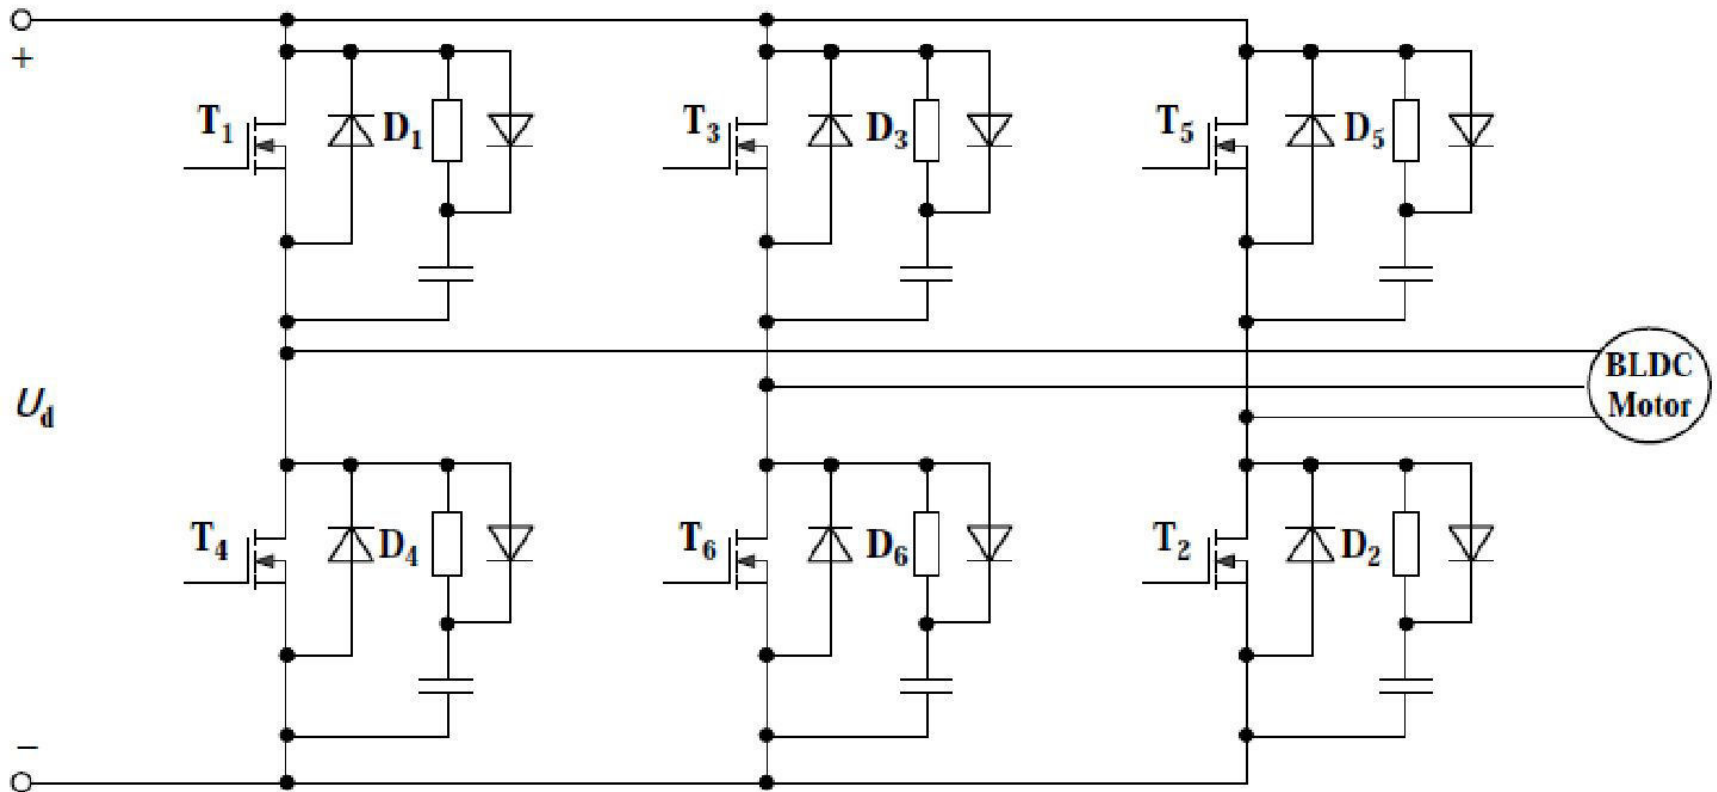 +
T1 D1 T3 D3 T5 D5
BLDC
Motor
Ud
T4 D4 T6 D6 T2 D2
−